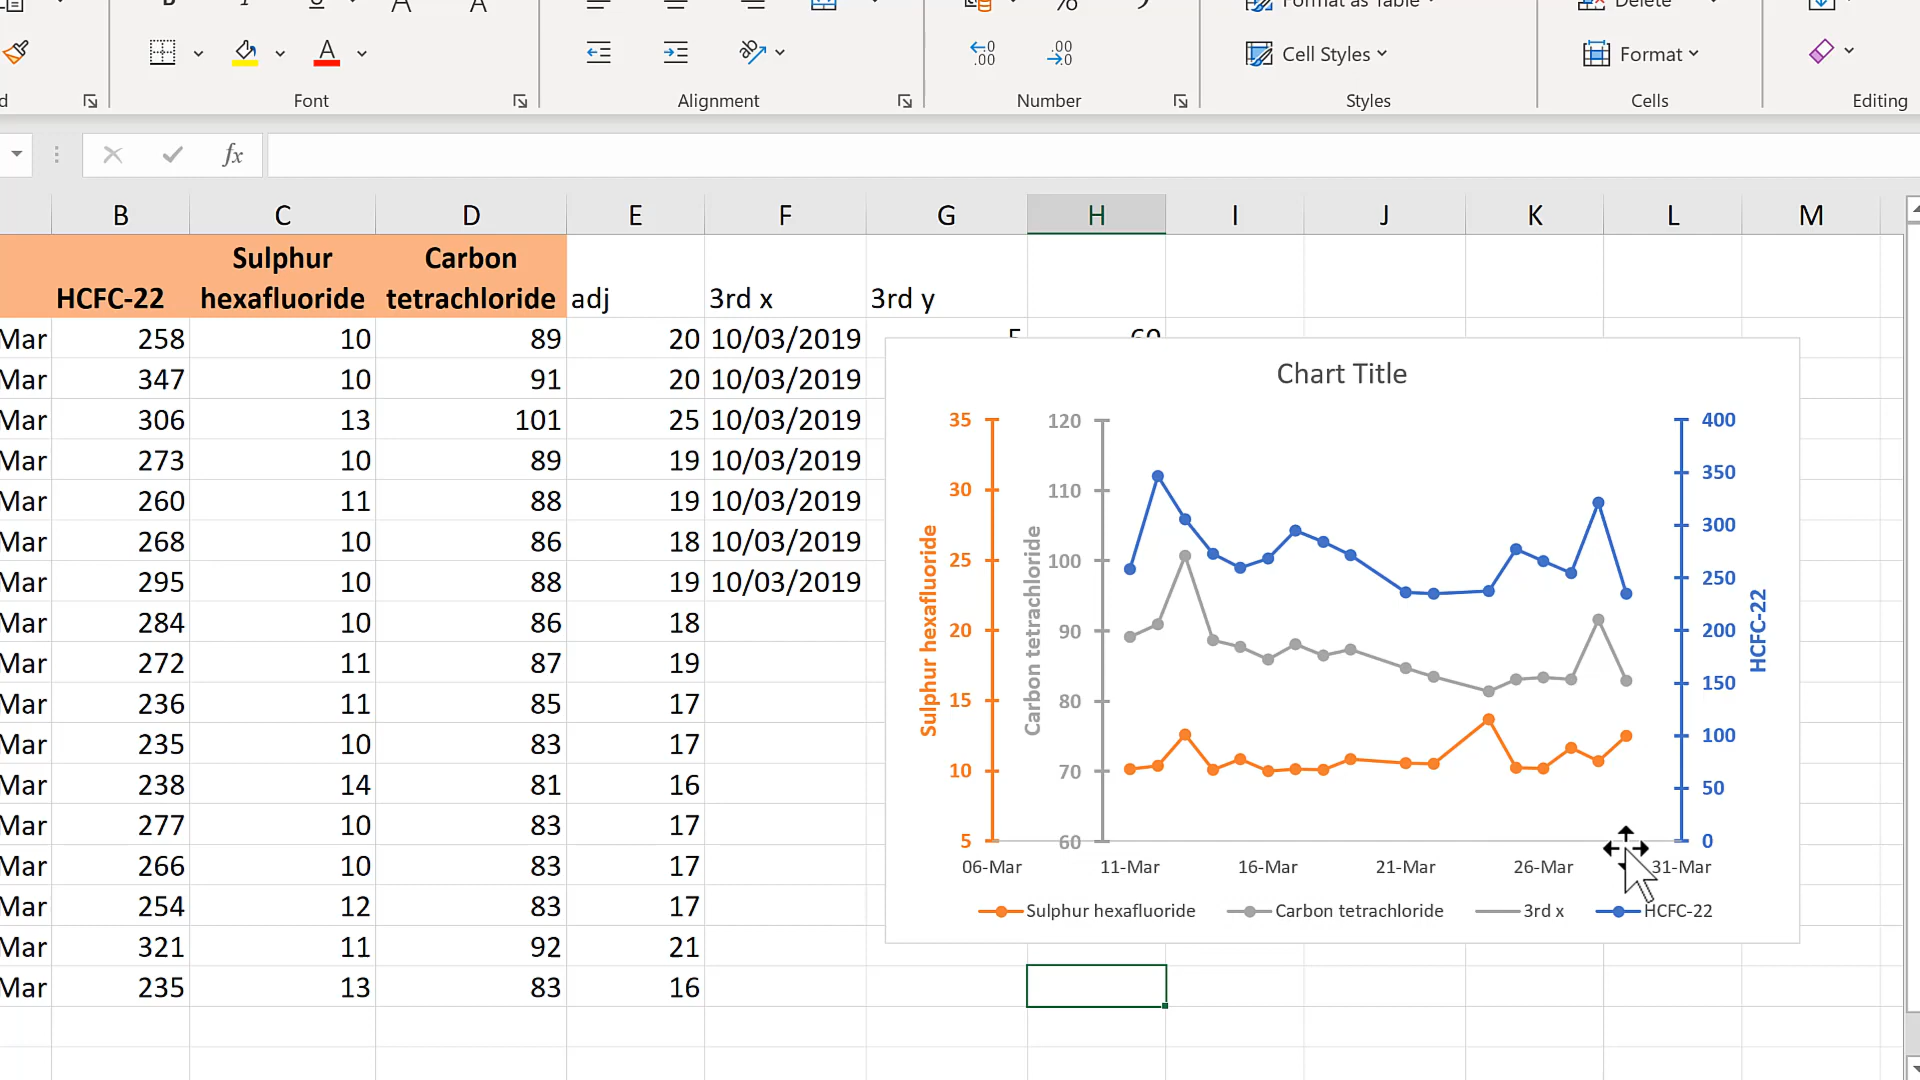 Format as Table
Delete
Cell Styles
Format
Font
Alignment
Number
Styles
Cells
Editing
fx
B C D E F G H I J K L M
HCFC-22 Sulphur hexafluoride Carbon tetrachloride adj 3rd x 3rd y
Mar 258 10 89 20 10/03/2019 5 60
Mar 347 10 91 20 10/03/2019
Mar 306 13 101 25 10/03/2019
Mar 273 10 89 19 10/03/2019
Mar 260 11 88 19 10/03/2019
Mar 268 10 86 18 10/03/2019
Mar 295 10 88 19 10/03/2019
Mar 284 10 86 18
Mar 272 11 87 19
Mar 236 11 85 17
Mar 235 10 83 17
Mar 238 14 81 16
Mar 277 10 83 17
Mar 266 10 83 17
Mar 254 12 83 17
Mar 321 11 92 21
Mar 235 13 83 16
Chart Title
35
30
25
20
15
10
5
Sulphur hexafluoride
120
110
100
90
80
70
60
Carbon tetrachloride
400
350
300
250
200
150
100
50
0
HCFC-22
06-Mar 11-Mar 16-Mar 21-Mar 26-Mar 31-Mar
Sulphur hexafluoride Carbon tetrachloride 3rd x HCFC-22